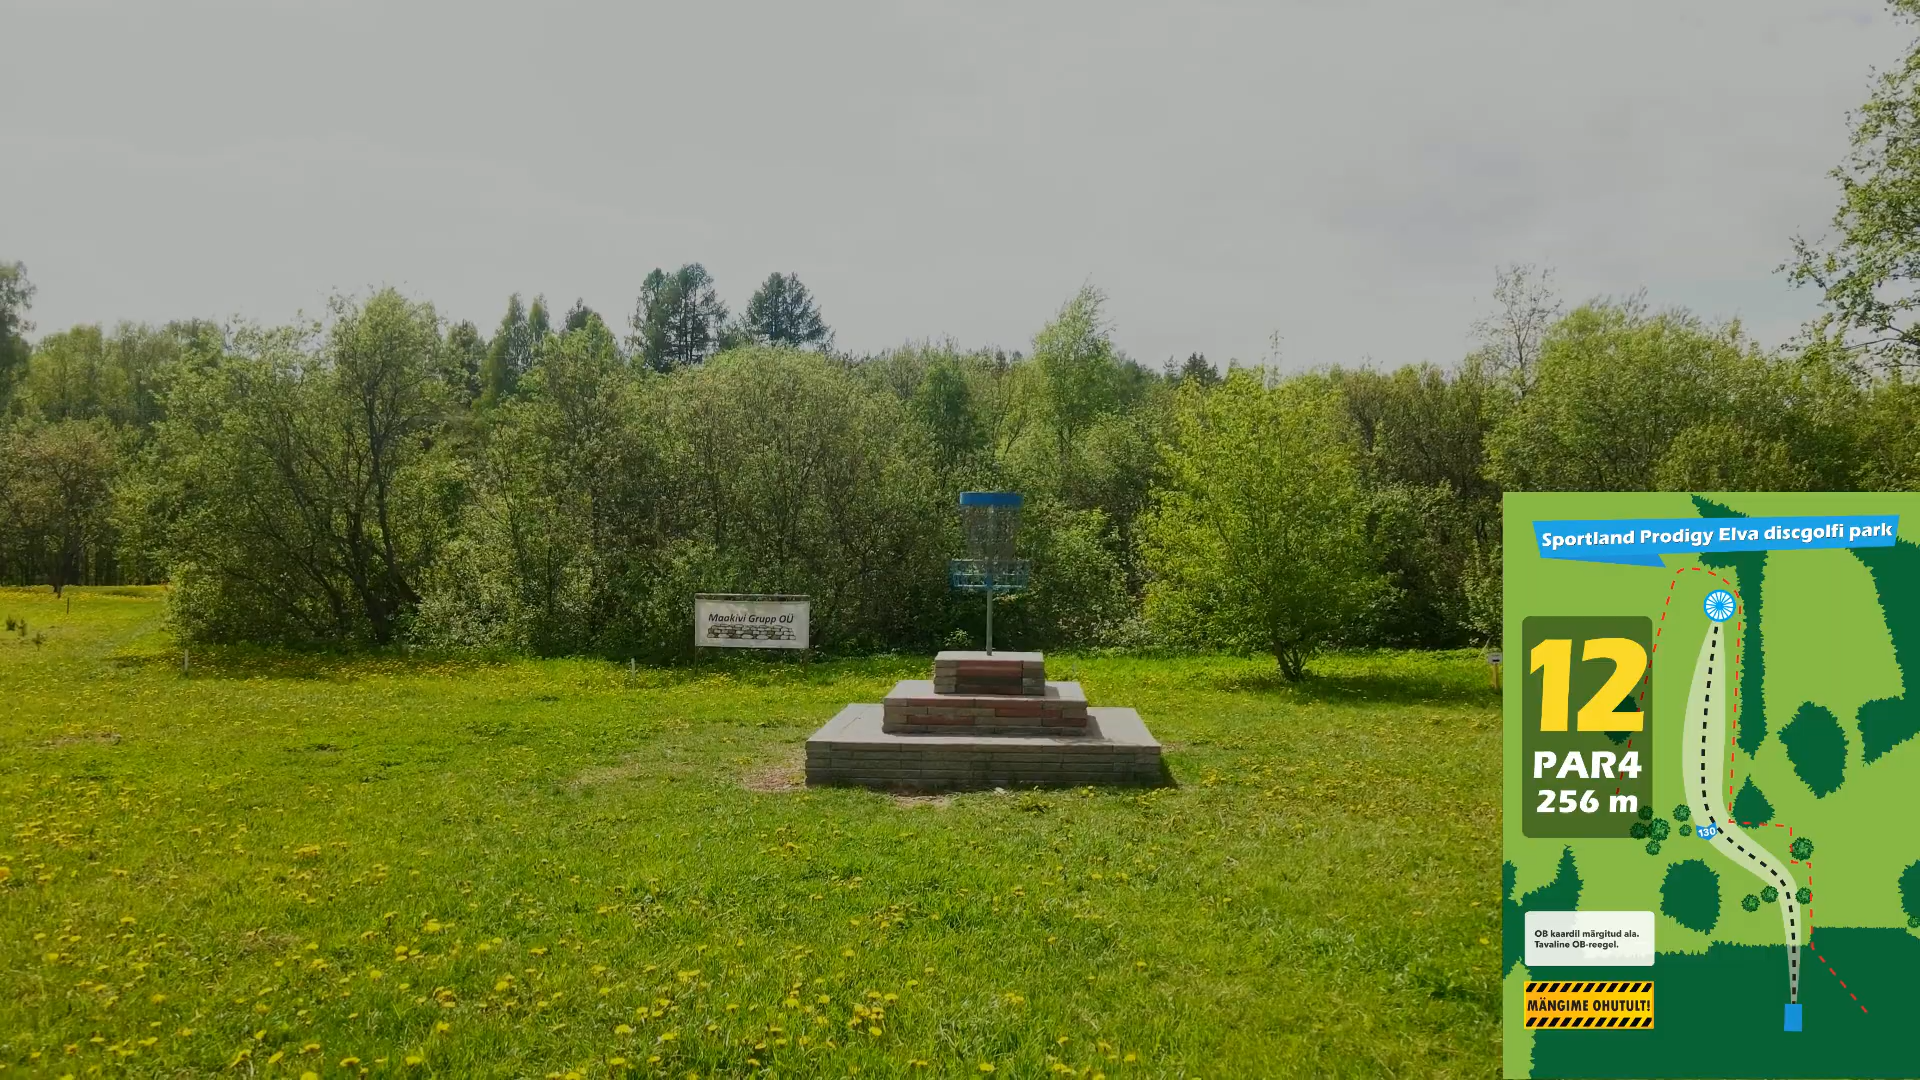 Maakivi Grupp OÜ
Sportland Prodigy Elva discgolfi park
12
PAR4
256 m
130
OB kaardil märgitud ala.
Tavaline OB-reegel.
MÄNGIME OHUTULT!